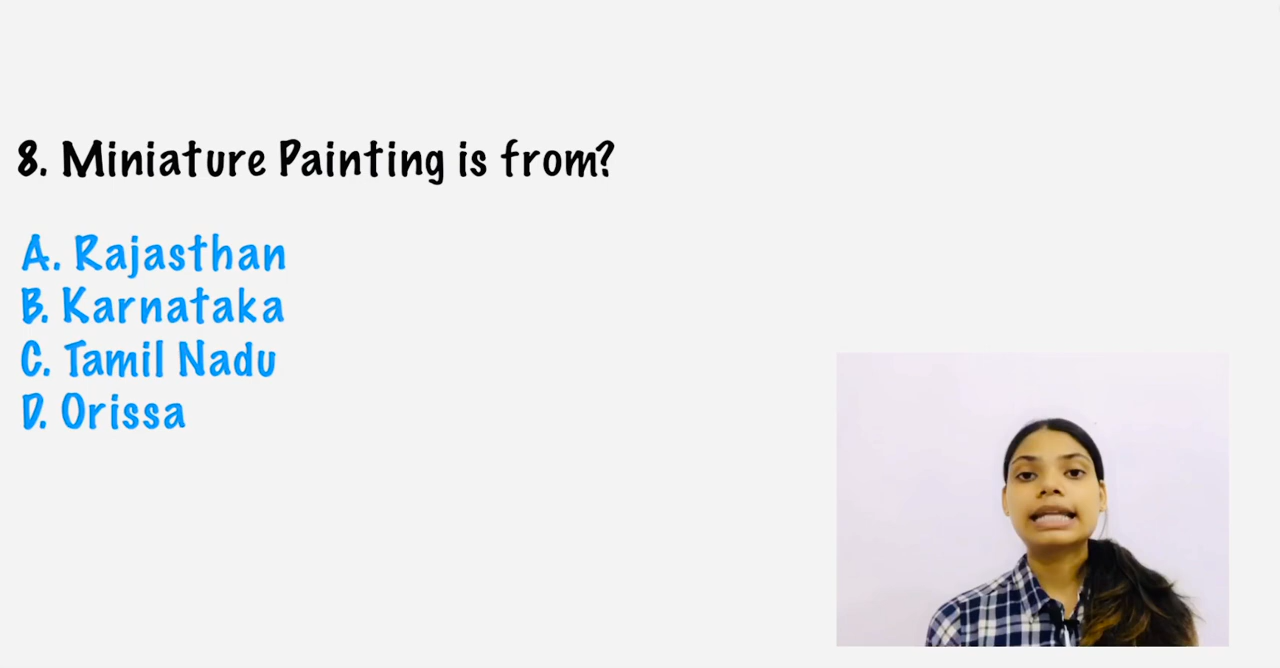 8. Miniature Painting is from?
A. Rajasthan
B. Karnataka
C. Tamil Nadu
D. Orissa